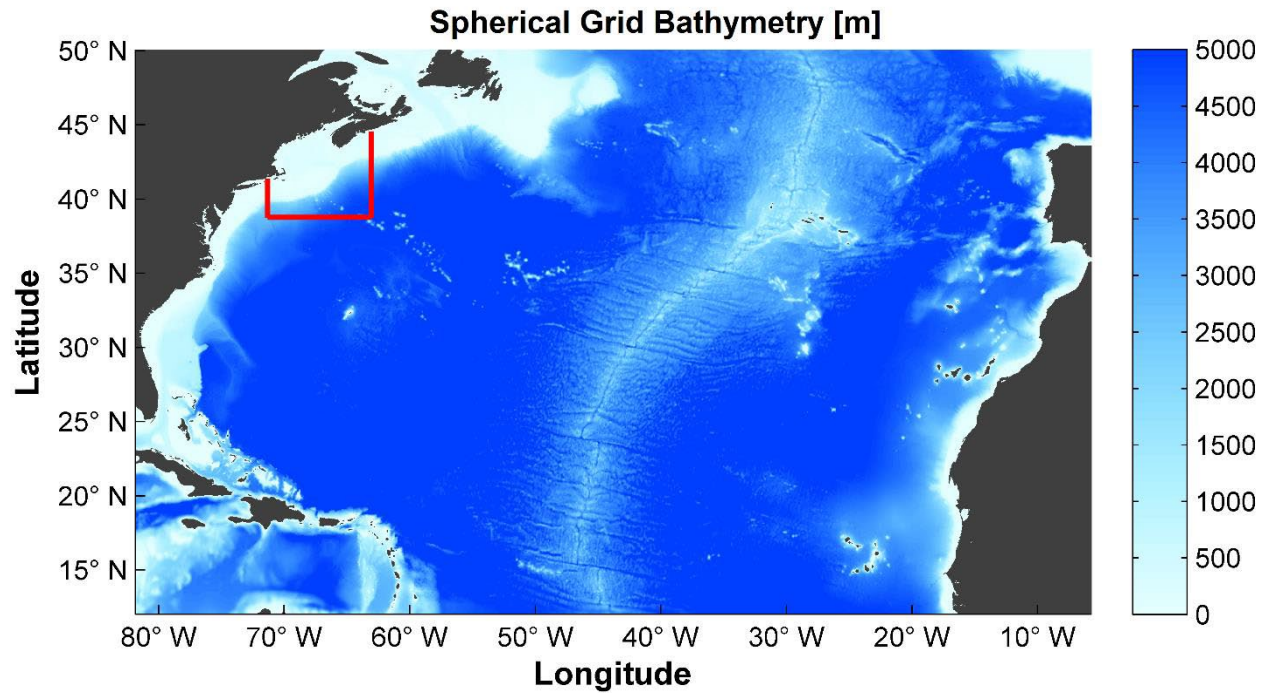 Spherical Grid Bathymetry [m]
50° N
45° N
40° N
35° N
30° N
25° N
20° N
15° N
Latitude
80° W 70° W 60° W 50° W 40° W 30° W 20° W 10° W
Longitude
5000
4500
4000
3500
3000
2500
2000
1500
1000
500
0